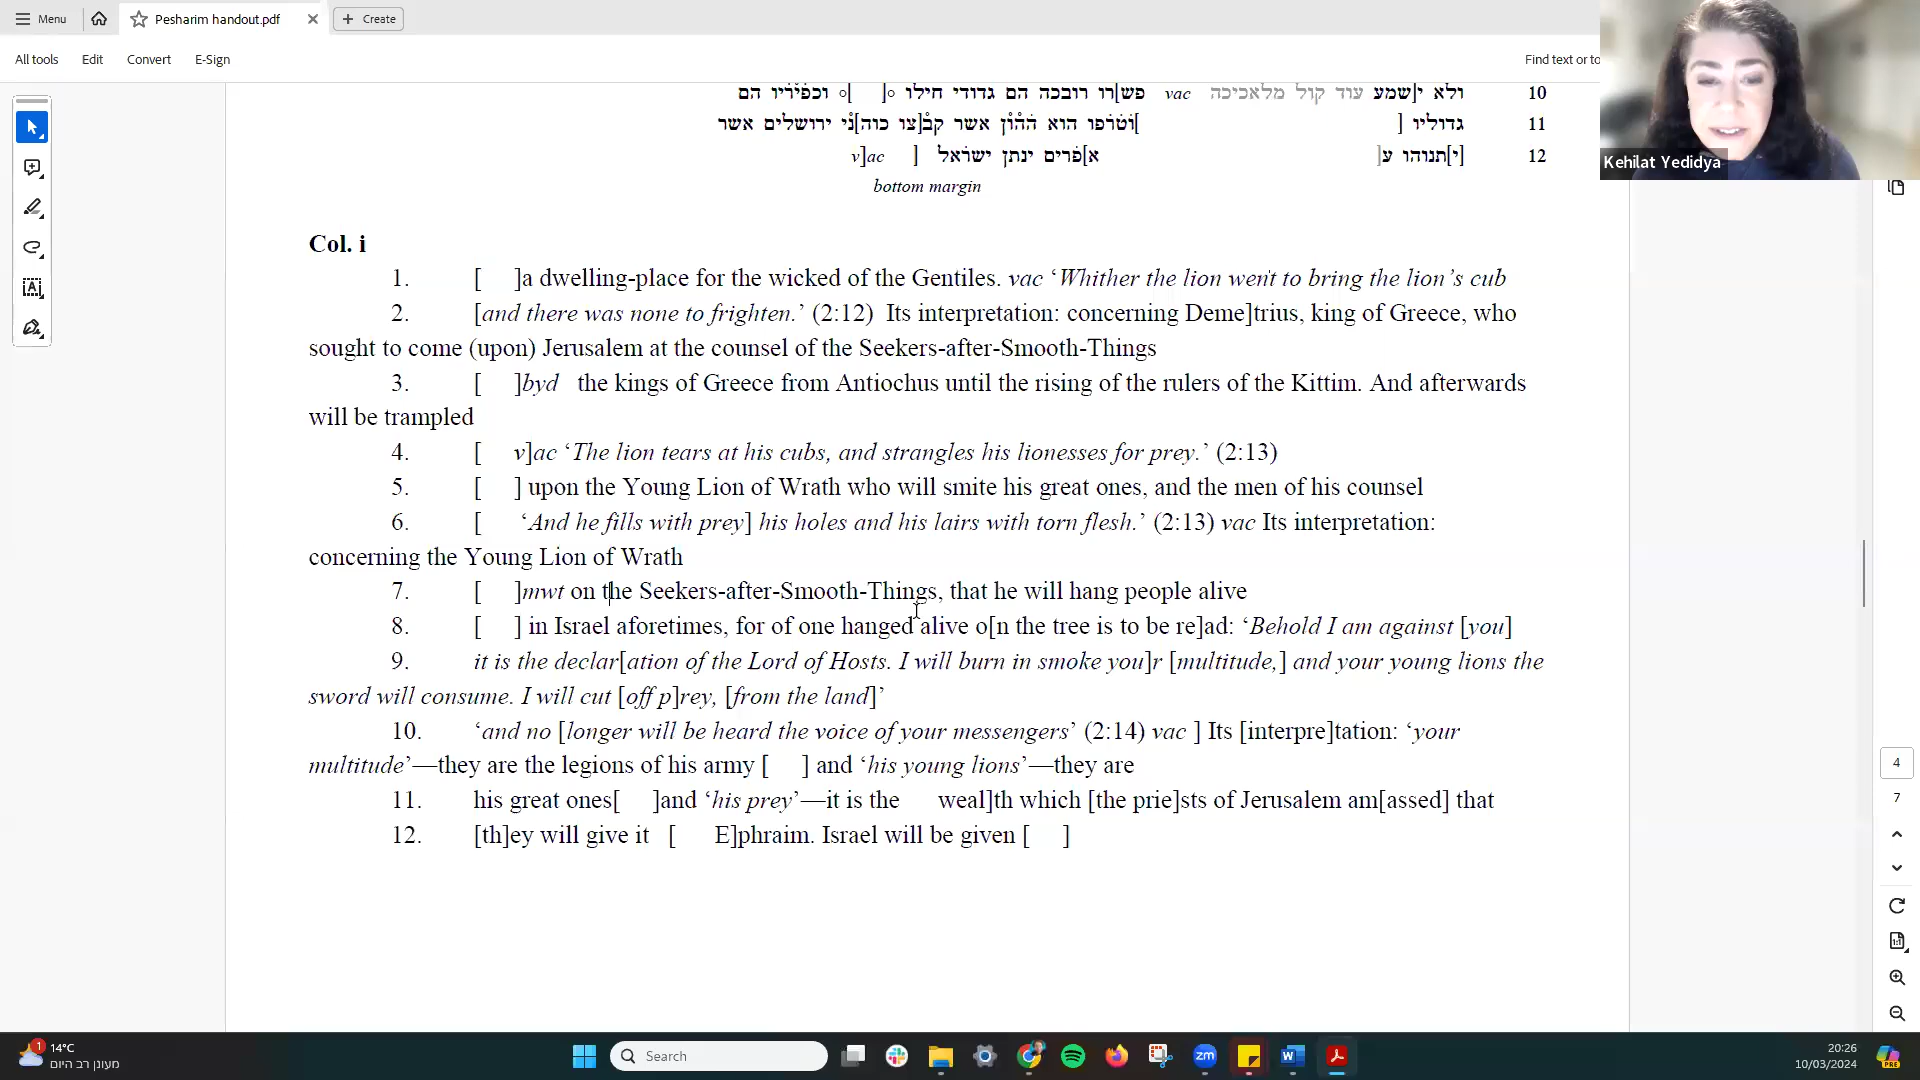 Menu
Pesharim handout.pdf
Create
All tools
Edit
Convert
E-Sign
Find text or to
Kehilat Yedidya
10 ולא י]שמע עוד קול מלאכיכה vac פש]רו רובכה הם גדודי חילו ○[ ]○ וכפיריו הם
11 גדוליו [ ]וטרפו הוא ההון אשר קב[צו כוה]ני ירושלים אשר
12 [י]תנוהו ע[ א]פרים ינתן ישראל [ v]ac
bottom margin
Col. i
1. [ ]a dwelling-place for the wicked of the Gentiles. vac ‘Whither the lion went to bring the lion’s cub
2. [and there was none to frighten.’ (2:12) Its interpretation: concerning Deme]trius, king of Greece, who
sought to come (upon) Jerusalem at the counsel of the Seekers-after-Smooth-Things
3. [ ]byd the kings of Greece from Antiochus until the rising of the rulers of the Kittim. And afterwards
will be trampled
4. [ v]ac ‘The lion tears at his cubs, and strangles his lionesses for prey.’ (2:13)
5. [ ] upon the Young Lion of Wrath who will smite his great ones, and the men of his counsel
6. [ ‘And he fills with prey] his holes and his lairs with torn flesh.’ (2:13) vac Its interpretation:
concerning the Young Lion of Wrath
7. [ ]mwt on the Seekers-after-Smooth-Things, that he will hang people alive
8. [ ] in Israel aforetimes, for of one hanged alive o[n the tree is to be re]ad: ‘Behold I am against [you]
9. it is the declar[ation of the Lord of Hosts. I will burn in smoke you]r [multitude,] and your young lions the
sword will consume. I will cut [off p]rey, [from the land]’
10. ‘and no [longer will be heard the voice of your messengers’ (2:14) vac ] Its [interpre]tation: ‘your
multitude’—they are the legions of his army [ ] and ‘his young lions’—they are
11. his great ones[ ]and ‘his prey’—it is the weal]th which [the prie]sts of Jerusalem am[assed] that
12. [th]ey will give it [ E]phraim. Israel will be given [ ]
4
7
1
14°C
מעונן רב היום
Search
20:26
10/03/2024